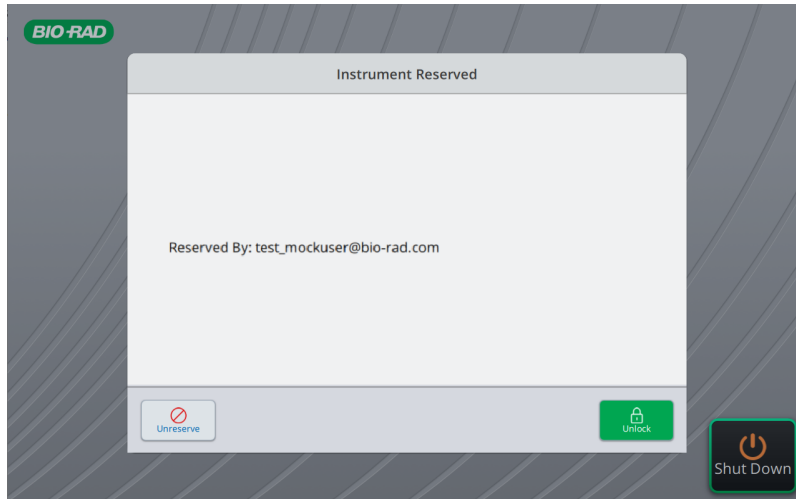 BIO-RAD
Instrument Reserved
Reserved By: test_mockuser@bio-rad.com
Unreserve
Unlock
Shut Down